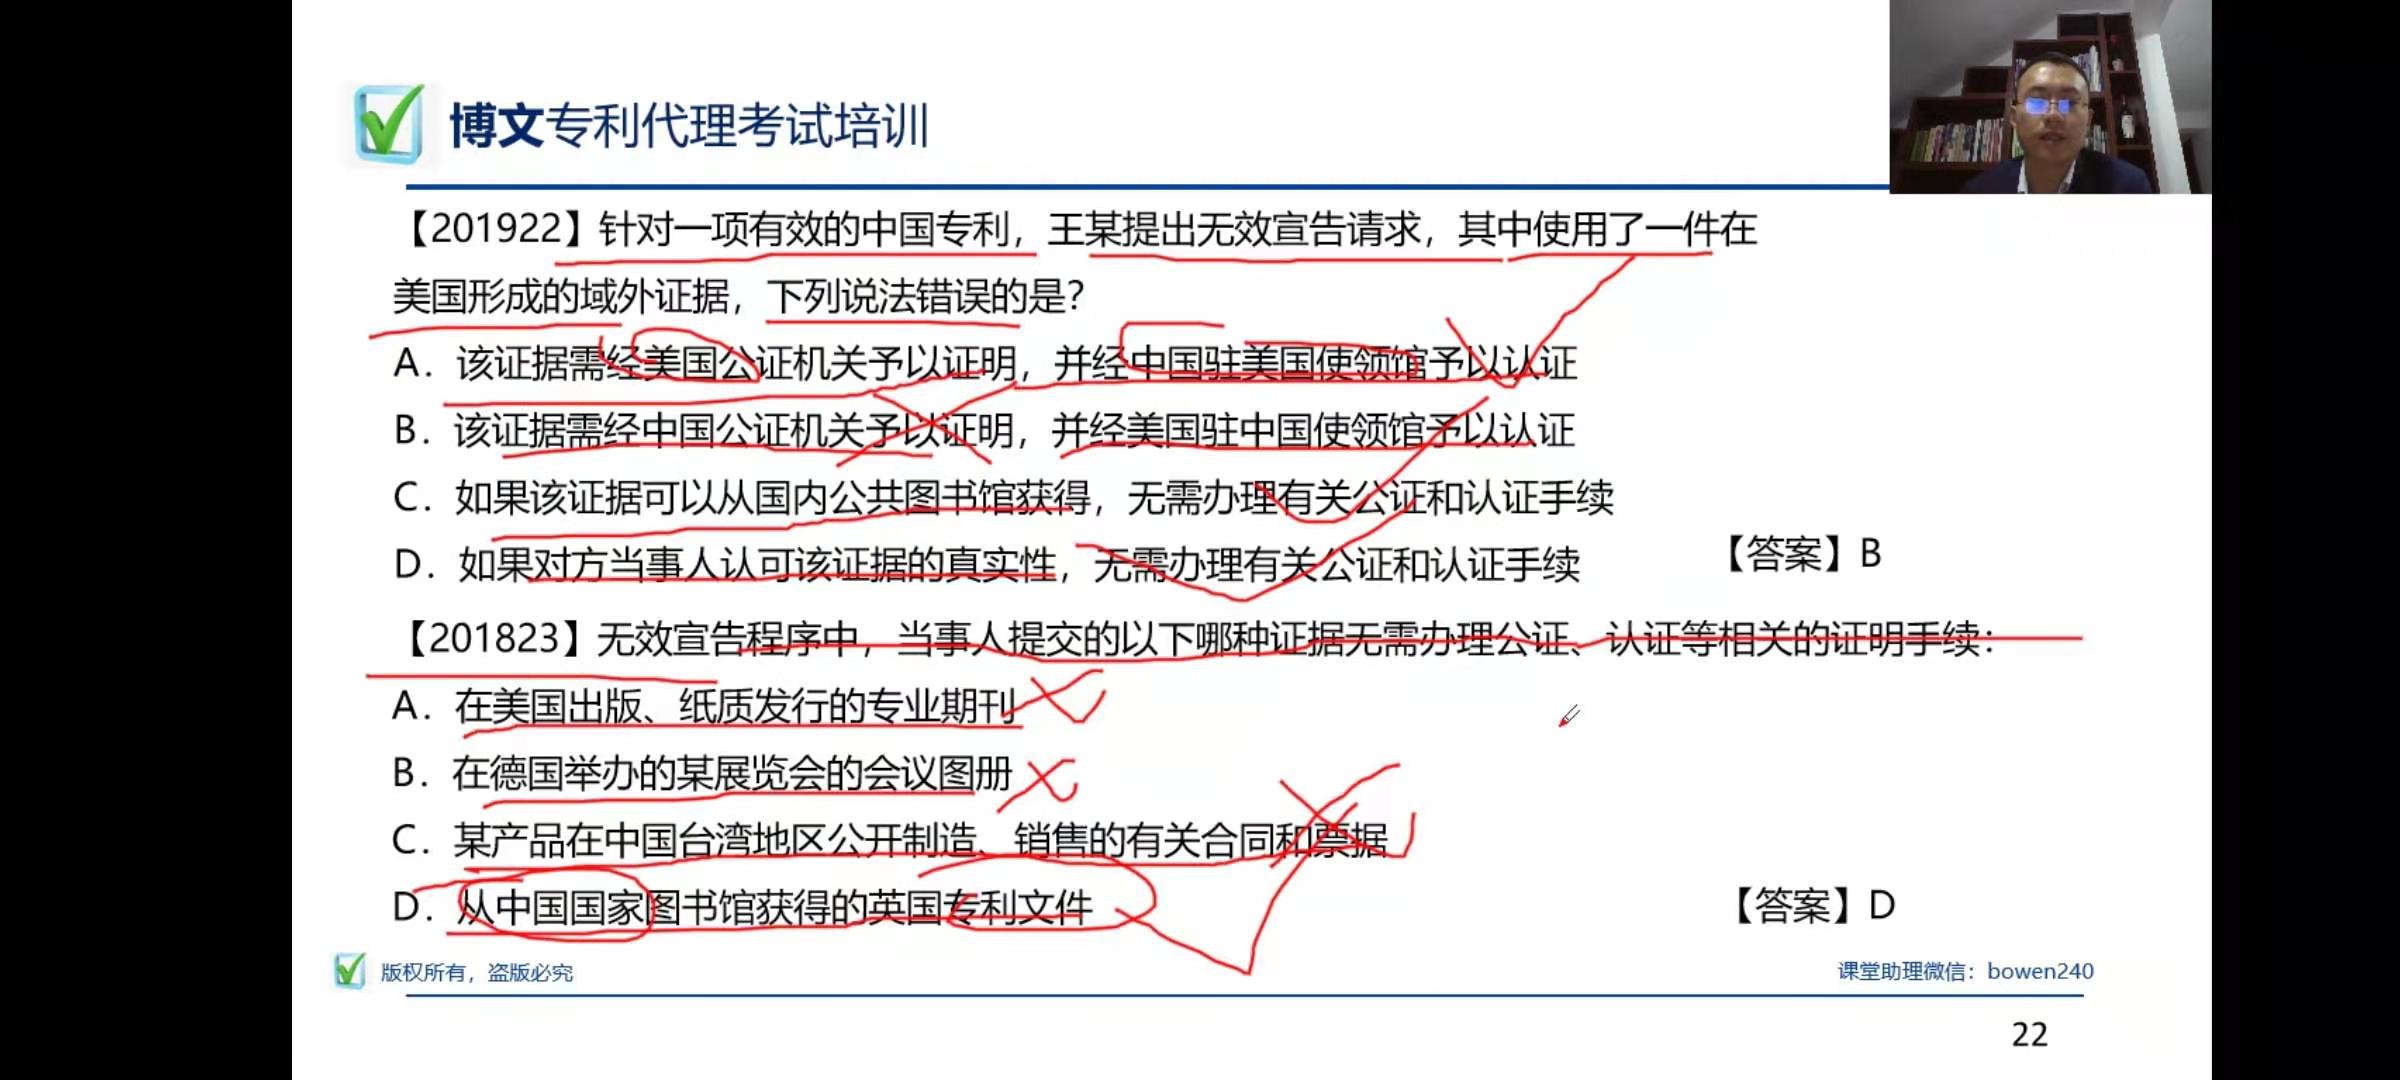 博文专利代理考试培训
【201922】针对一项有效的中国专利，王某提出无效宣告请求，其中使用了一件在
美国形成的域外证据，下列说法错误的是？
A．该证据需经美国公证机关予以证明，并经中国驻美国使领馆予以认证
B．该证据需经中国公证机关予以证明，并经美国驻中国使领馆予以认证
C．如果该证据可以从国内公共图书馆获得，无需办理有关公证和认证手续
D．如果对方当事人认可该证据的真实性，无需办理有关公证和认证手续
【答案】B
【201823】无效宣告程序中，当事人提交的以下哪种证据无需办理公证、认证等相关的证明手续：
A．在美国出版、纸质发行的专业期刊
B．在德国举办的某展览会的会议图册
C．某产品在中国台湾地区公开制造、销售的有关合同和票据
D．从中国国家图书馆获得的英国专利文件
【答案】D
版权所有，盗版必究
课堂助理微信：bowen240
22